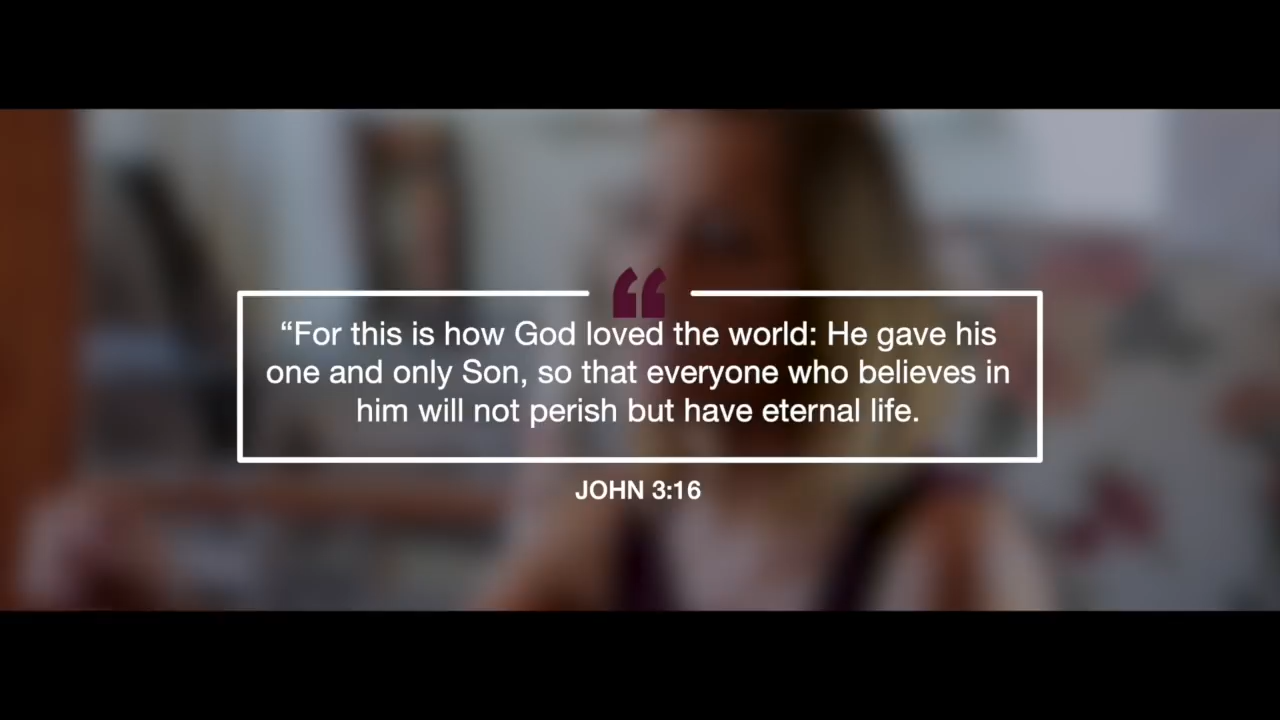 “For this is how God loved the world: He gave his
one and only Son, so that everyone who believes in
him will not perish but have eternal life.
JOHN 3:16